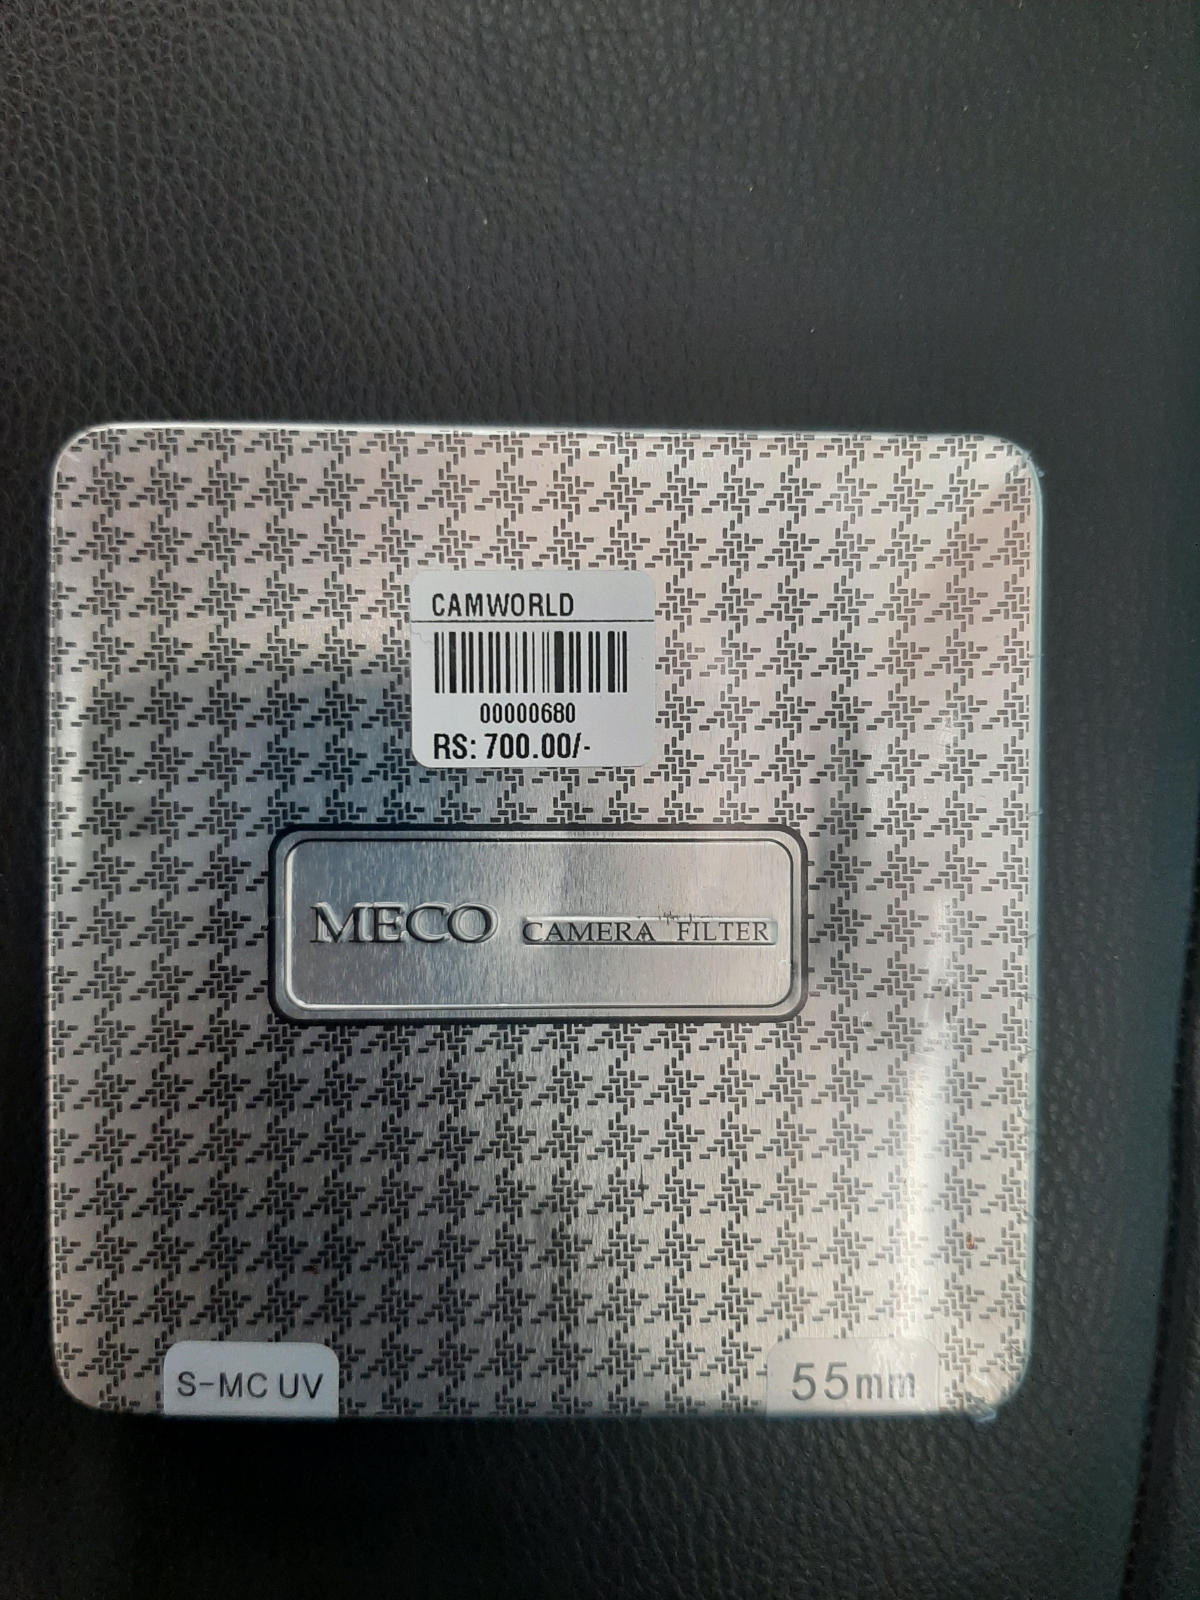 CAMWORLD
00000680
RS: 700.00/-
MECO CAMERA FILTER
S-MC UV
55mm